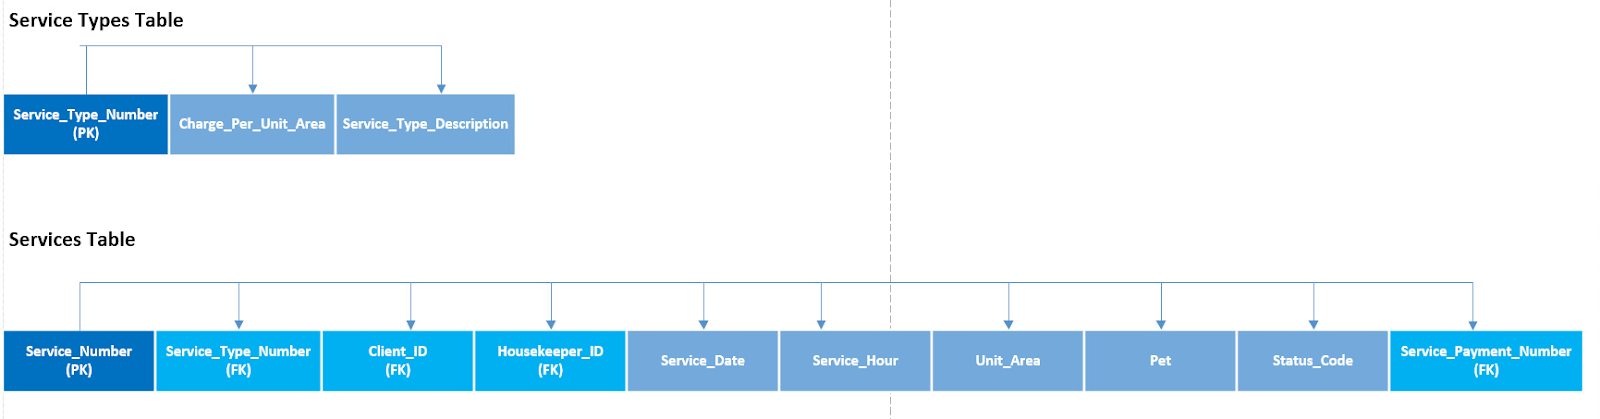 Service Types Table
Service_Type_Number
(PK)
Charge_Per_Unit_Area
Service_Type_Description
Services Table
Service_Number
(PK)
Service_Type_Number
(FK)
Client_ID
(FK)
Housekeeper_ID
(FK)
Service_Date
Service_Hour
Unit_Area
Pet
Status_Code
Service_Payment_Number
(FK)